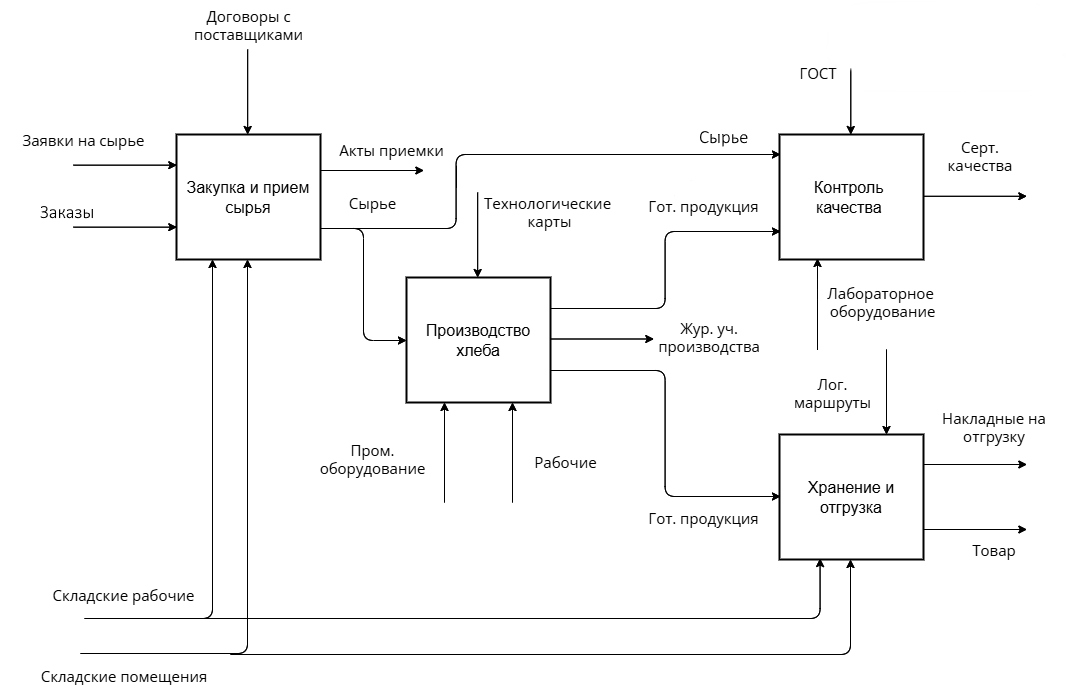 Договоры с
поставщиками
ГОСТ
Заявки на сырье
Заказы
Закупка и прием
сырья
Акты приемки
Сырье
Сырье
Технологические
карты
Гот. продукция
Контроль
качества
Серт.
качества
Лабораторное
оборудование
Производство
хлеба
Жур. уч.
производства
Лог.
маршруты
Пром.
оборудование
Рабочие
Гот. продукция
Хранение и
отгрузка
Накладные на
отгрузку
Товар
Складские рабочие
Складские помещения